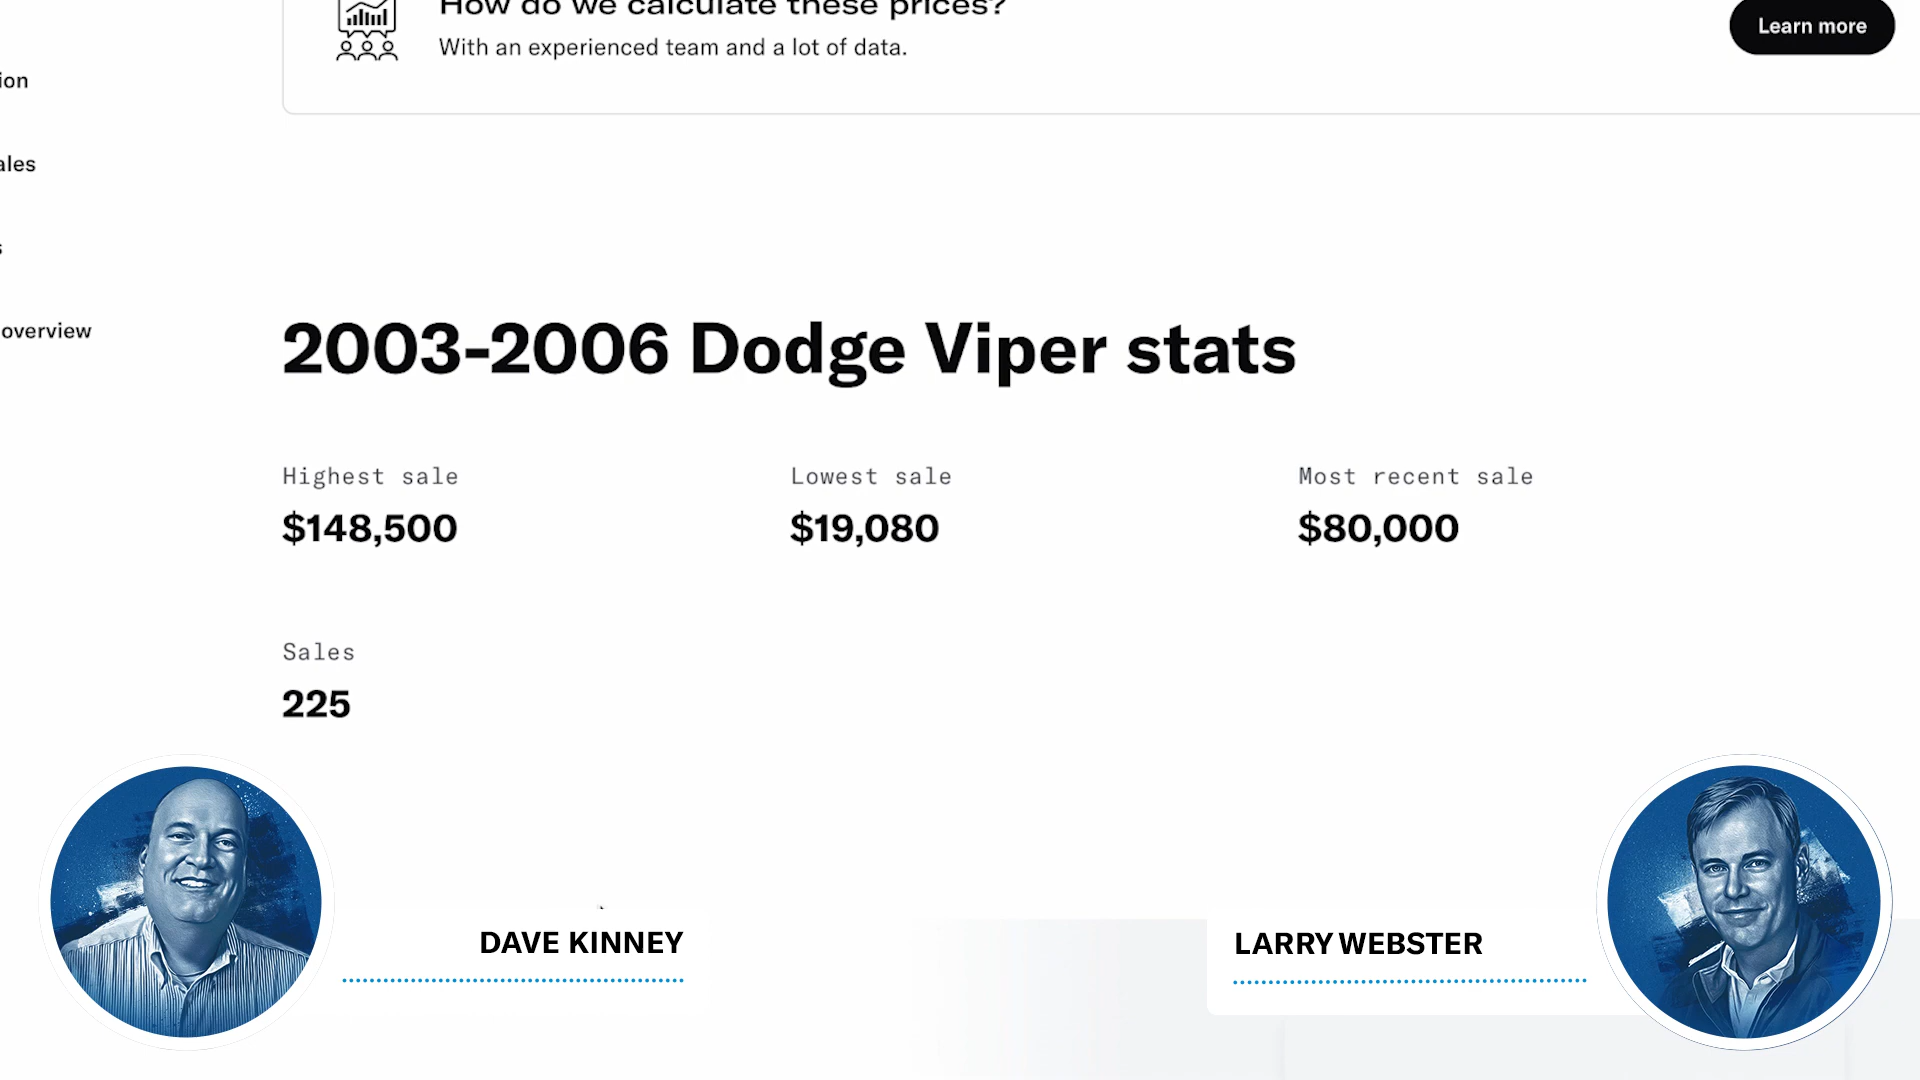 How do we calculate these prices?
With an experienced team and a lot of data.
Learn more
ion
ales
s
overview
2003-2006 Dodge Viper stats
Highest sale
$148,500
Lowest sale
$19,080
Most recent sale
$80,000
Sales
225
DAVE KINNEY
LARRY WEBSTER